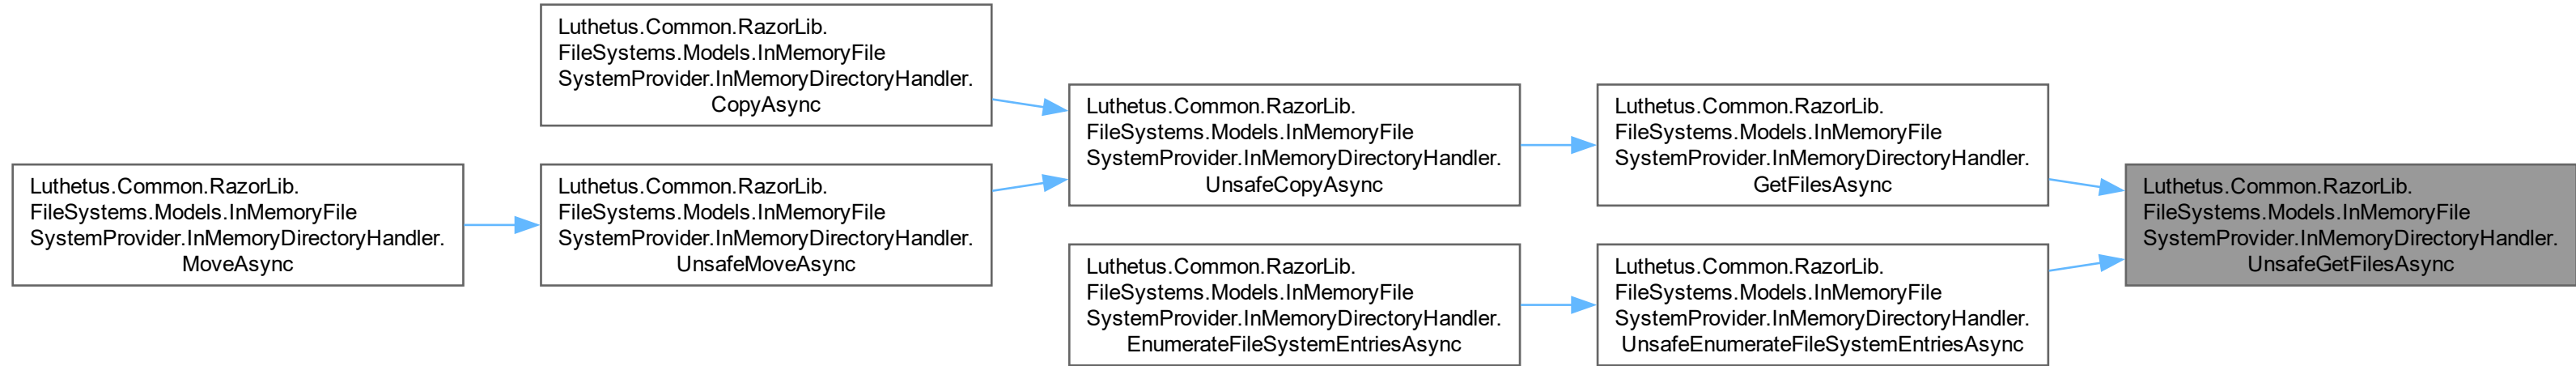 Luthetus.Common.RazorLib.
FileSystems.Models.InMemoryFile
SystemProvider.InMemoryDirectoryHandler.
CopyAsync
Luthetus.Common.RazorLib.
FileSystems.Models.InMemoryFile
SystemProvider.InMemoryDirectoryHandler.
MoveAsync
Luthetus.Common.RazorLib.
FileSystems.Models.InMemoryFile
SystemProvider.InMemoryDirectoryHandler.
UnsafeMoveAsync
Luthetus.Common.RazorLib.
FileSystems.Models.InMemoryFile
SystemProvider.InMemoryDirectoryHandler.
UnsafeCopyAsync
Luthetus.Common.RazorLib.
FileSystems.Models.InMemoryFile
SystemProvider.InMemoryDirectoryHandler.
EnumerateFileSystemEntriesAsync
Luthetus.Common.RazorLib.
FileSystems.Models.InMemoryFile
SystemProvider.InMemoryDirectoryHandler.
GetFilesAsync
Luthetus.Common.RazorLib.
FileSystems.Models.InMemoryFile
SystemProvider.InMemoryDirectoryHandler.
UnsafeEnumerateFileSystemEntriesAsync
Luthetus.Common.RazorLib.
FileSystems.Models.InMemoryFile
SystemProvider.InMemoryDirectoryHandler.
UnsafeGetFilesAsync